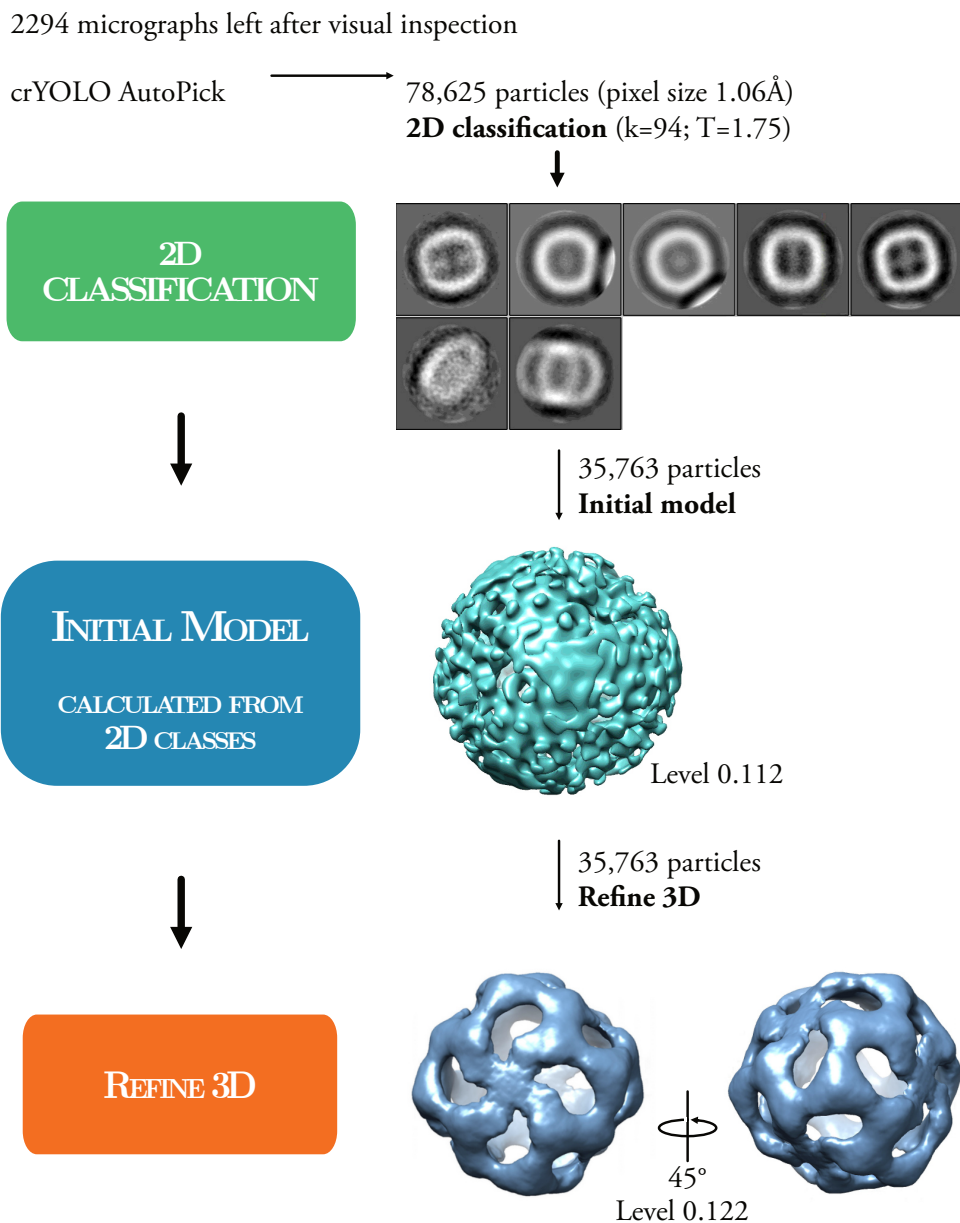 2294 micrographs left after visual inspection
crYOLO AutoPick
78,625 particles (pixel size 1.06Å)
2D classification (k=94; T=1.75)
2D
CLASSIFICATION
35,763 particles
Initial model
INITIAL MODEL
CALCULATED FROM
2D CLASSES
Level 0.112
35,763 particles
Refine 3D
REFINE 3D
45°
Level 0.122